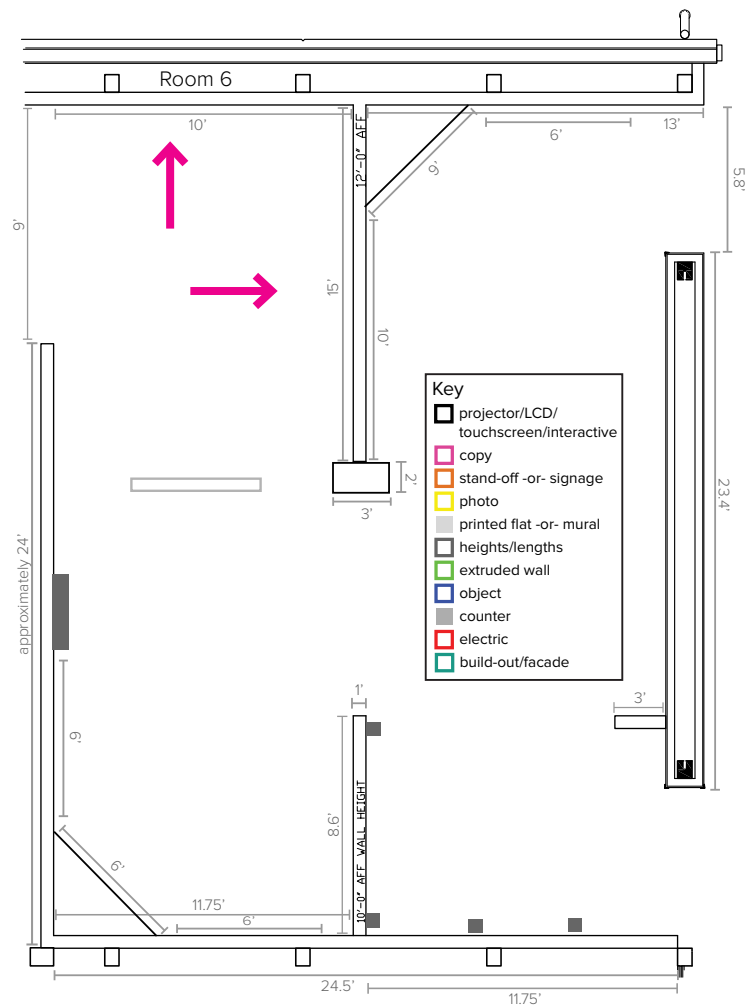 Room 6
10'
12'-0" AFF
6'
13'
9'
5.8'
9'
15'
10'
Key
projector/LCD/
touchscreen/interactive
copy
stand-off -or- signage
photo
printed flat -or- mural
heights/lengths
extruded wall
object
counter
electric
build-out/facade
2'
3'
23.4'
approximately 24'
1'
3'
6'
8.6'
10'-0" AFF WALL HEIGHT
6'
11.75'
6'
24.5'
11.75'